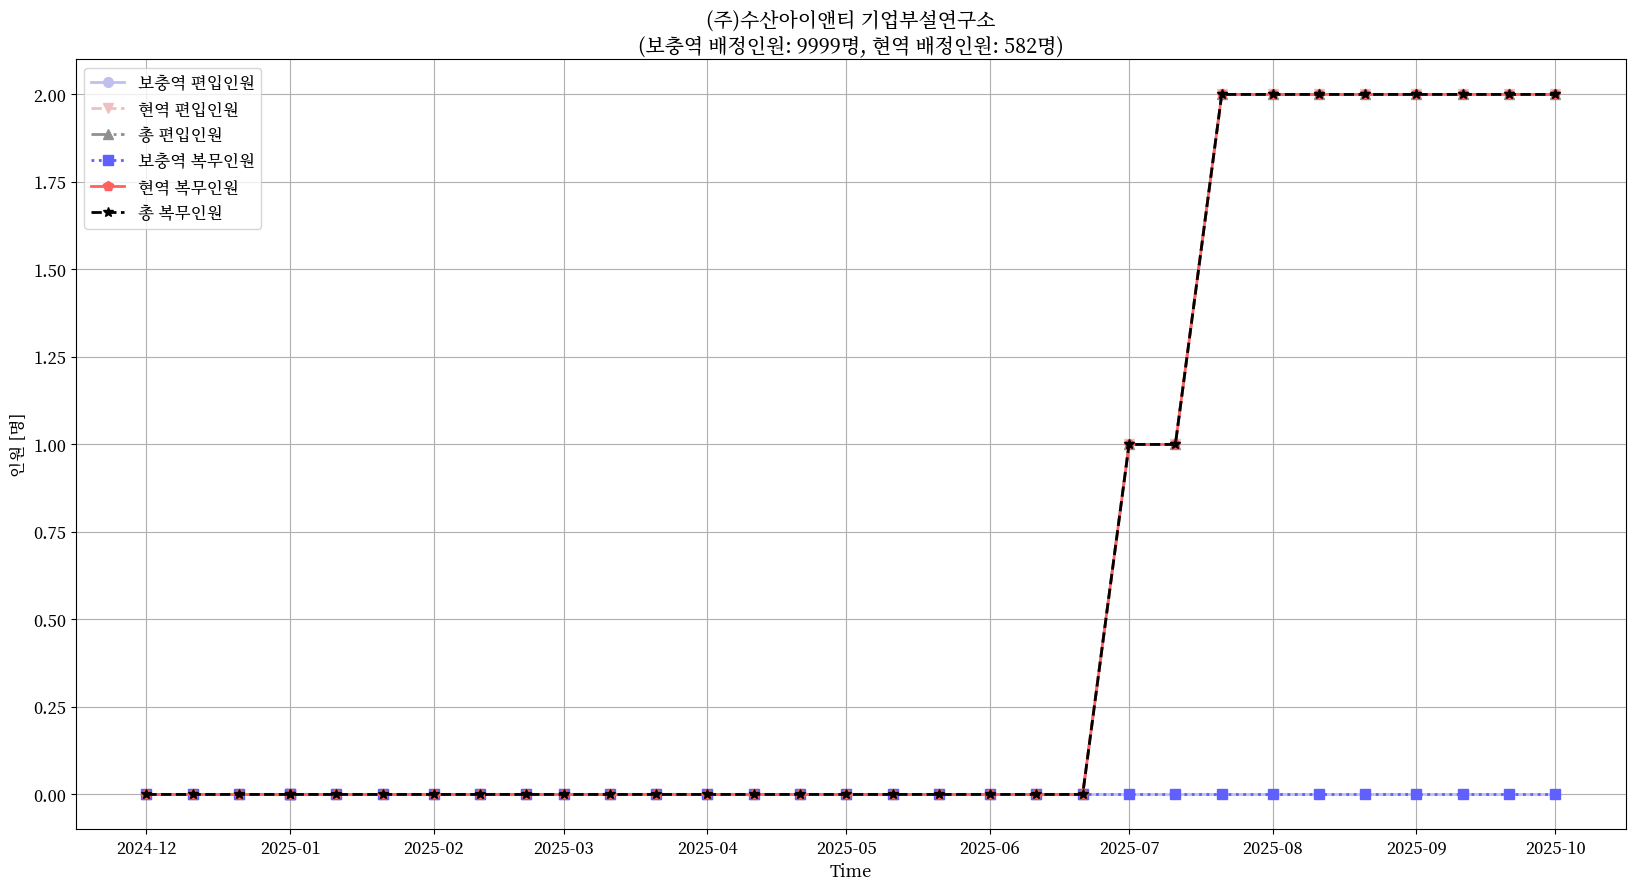 (주)수산아이앤티 기업부설연구소
(보충역 배정인원: 9999명, 현역 배정인원: 582명)
보충역 편입인원
현역 편입인원
총 편입인원
보충역 복무인원
현역 복무인원
총 복무인원
2.00
1.75
1.50
1.25
1.00
0.75
0.50
0.25
0.00
인원 [명]
2024-12 2025-01 2025-02 2025-03 2025-04 2025-05 2025-06 2025-07 2025-08 2025-09 2025-10
Time